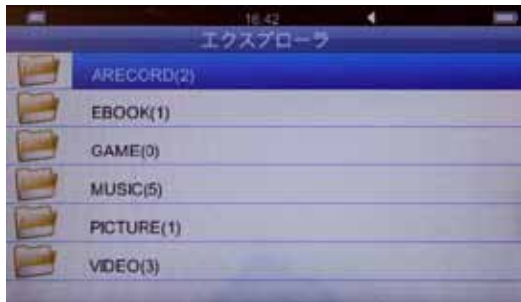 16:42
エクスプローラ
ARECORD(2)
EBOOK(1)
GAME(0)
MUSIC(5)
PICTURE(1)
VIDEO(3)